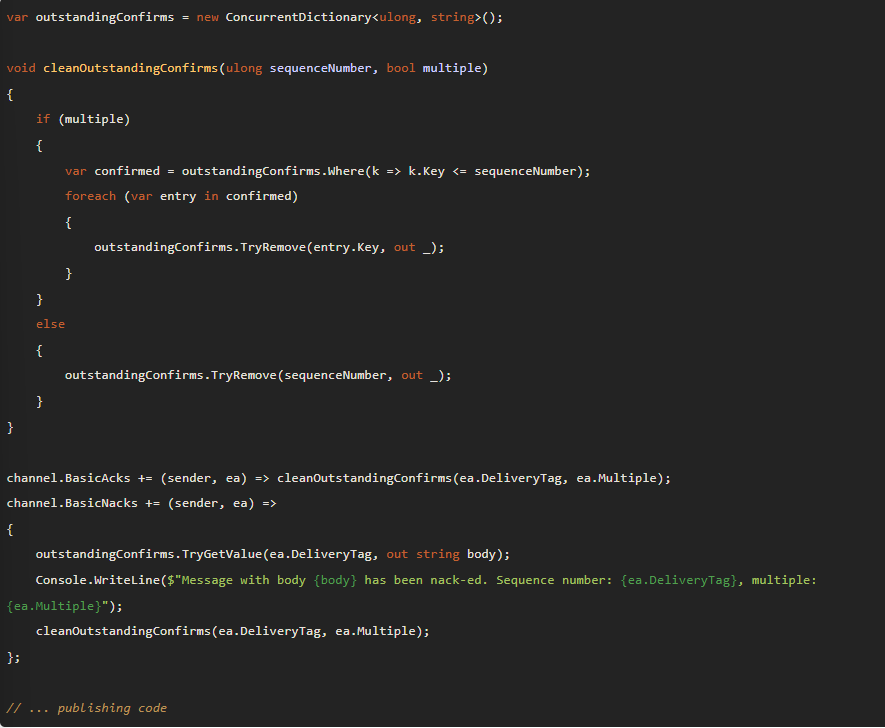 var outstandingConfirms = new ConcurrentDictionary<ulong, string>();

void cleanOutstandingConfirms(ulong sequenceNumber, bool multiple)
{
    if (multiple)
    {
        var confirmed = outstandingConfirms.Where(k => k.Key <= sequenceNumber);
        foreach (var entry in confirmed)
        {
            outstandingConfirms.TryRemove(entry.Key, out _);
        }
    }
    else
    {
        outstandingConfirms.TryRemove(sequenceNumber, out _);
    }
}

channel.BasicAcks += (sender, ea) => cleanOutstandingConfirms(ea.DeliveryTag, ea.Multiple);
channel.BasicNacks += (sender, ea) =>
{
    outstandingConfirms.TryGetValue(ea.DeliveryTag, out string body);
    Console.WriteLine($"Message with body {body} has been nack-ed. Sequence number: {ea.DeliveryTag}, multiple:
{ea.Multiple}");
    cleanOutstandingConfirms(ea.DeliveryTag, ea.Multiple);
};

// ... publishing code